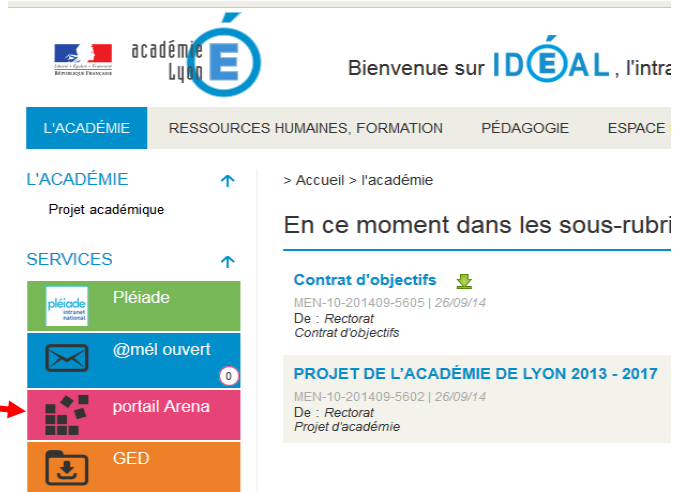 académie
Lyon
É
Liberté • Égalité • Fraternité
RÉPUBLIQUE FRANÇAISE
Bienvenue sur IDÉAL , l'intra
L'ACADÉMIE RESSOURCES HUMAINES, FORMATION PÉDAGOGIE ESPACE
L'ACADÉMIE
Projet académique
SERVICES
pléiade
intranet
national
Pléiade
@mél ouvert
0
portail Arena
GED
> Accueil > l'académie
En ce moment dans les sous-rubri
Contrat d'objectifs
MEN-10-201409-5605 | 26/09/14
De : Rectorat
Contrat d'objectifs
PROJET DE L'ACADÉMIE DE LYON 2013 - 2017
MEN-10-201409-5602 | 26/09/14
De : Rectorat
Projet d'académie